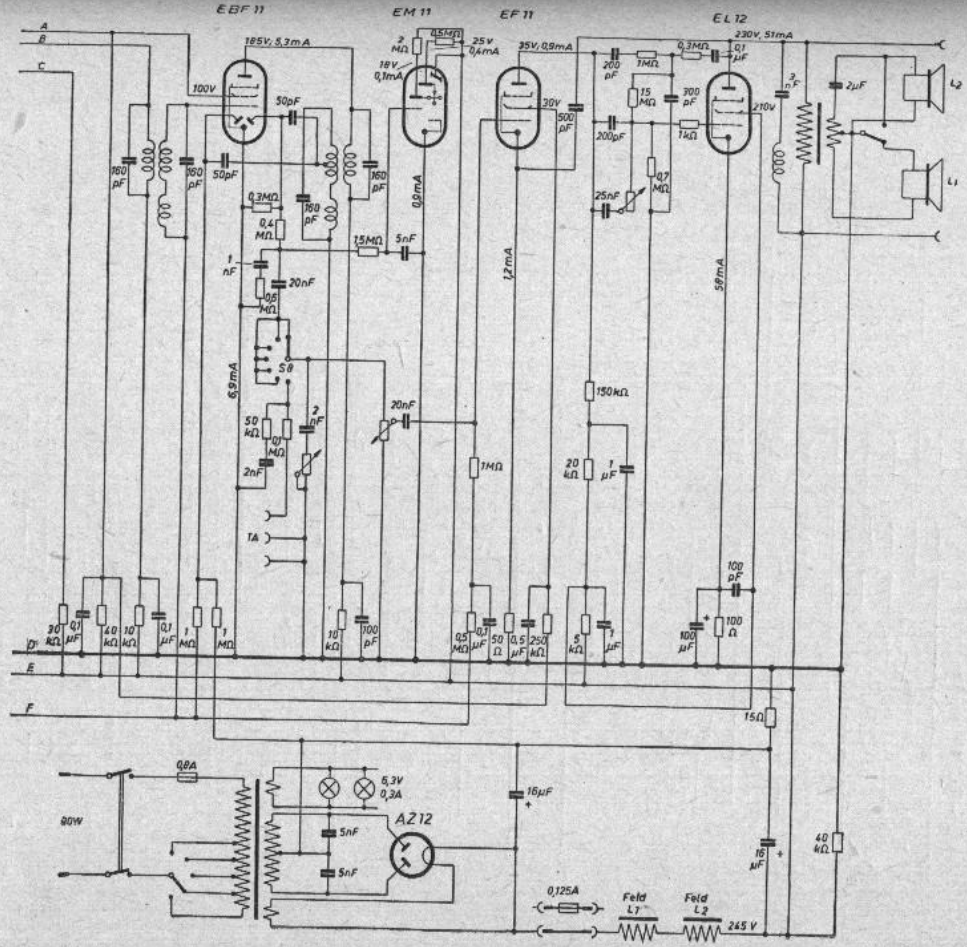 EBF 11
EM 11
EF 11
EL 12
A
B
C
185V; 5,3mA
2
MΩ
0,5MΩ
25V
0,4mA
18V
0,1mA
35V, 0,9mA
230V, 51mA
200
pF
1MΩ
0,3MΩ
0,1
µF
100V
50pF
30V
500
pF
15
MΩ
300
pF
210V
3
nF
2µF
L2
200pF
1kΩ
160
pF
160
pF
50pF
160
pF
160
pF
0,3MΩ
0,4
MΩ
0,9mA
0,7
MΩ
25nF
L1
1,5MΩ
5nF
1
nF
20nF
0,5
MΩ
1,2mA
58mA
S8
6,9mA
2
nF
20nF
150kΩ
50
kΩ
0,1
MΩ
2nF
1MΩ
20
kΩ
1
µF
TA
100
pF
30
kΩ
0,1
µF
40
kΩ
10
kΩ
0,1
µF
1
MΩ
1
MΩ
10
kΩ
100
pF
0,5
MΩ
0,1
µF
50
Ω
0,5
µF
250
kΩ
5
kΩ
1
µF
100
µF
+
100
Ω
D
E
F
15Ω
0,8A
6,3V
0,3A
16µF
+
90W
AZ12
5nF
5nF
16
µF
+
40
kΩ
0,125A
Feld
L1
Feld
L2
265 V